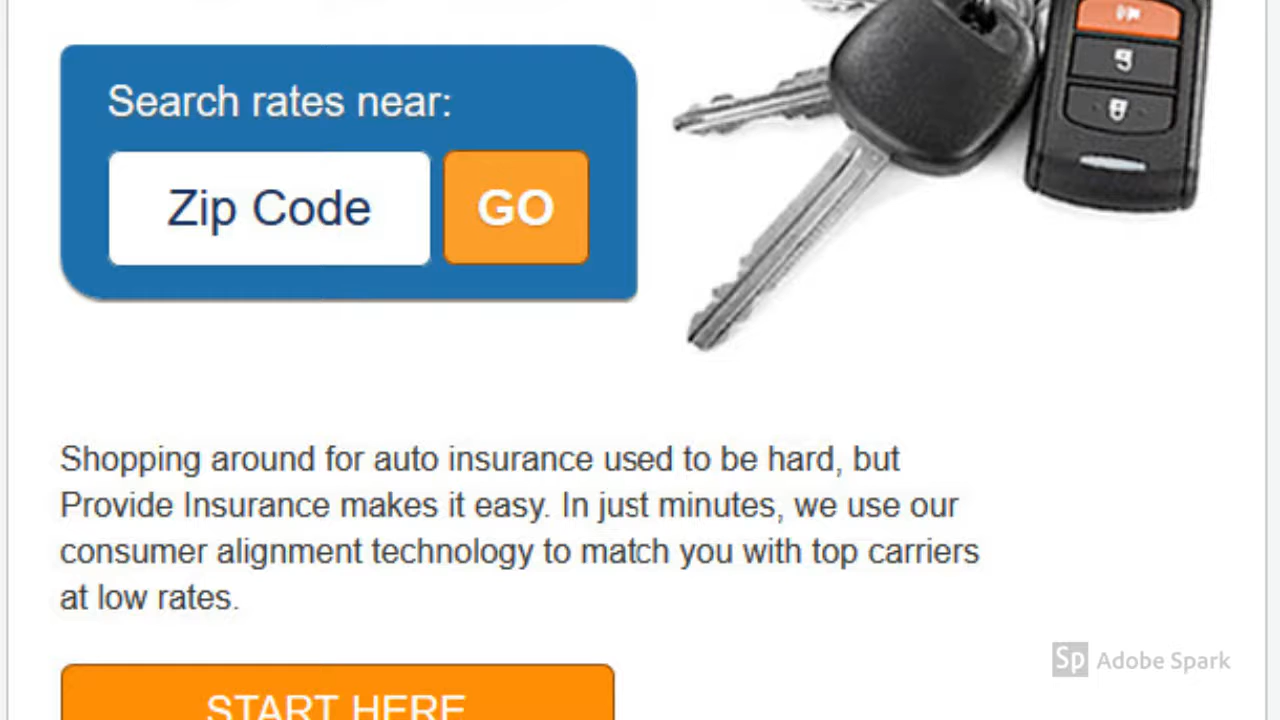 Search rates near:
Zip Code
GO
Shopping around for auto insurance used to be hard, but
Provide Insurance makes it easy. In just minutes, we use our
consumer alignment technology to match you with top carriers
at low rates.
START HERE
Sp Adobe Spark